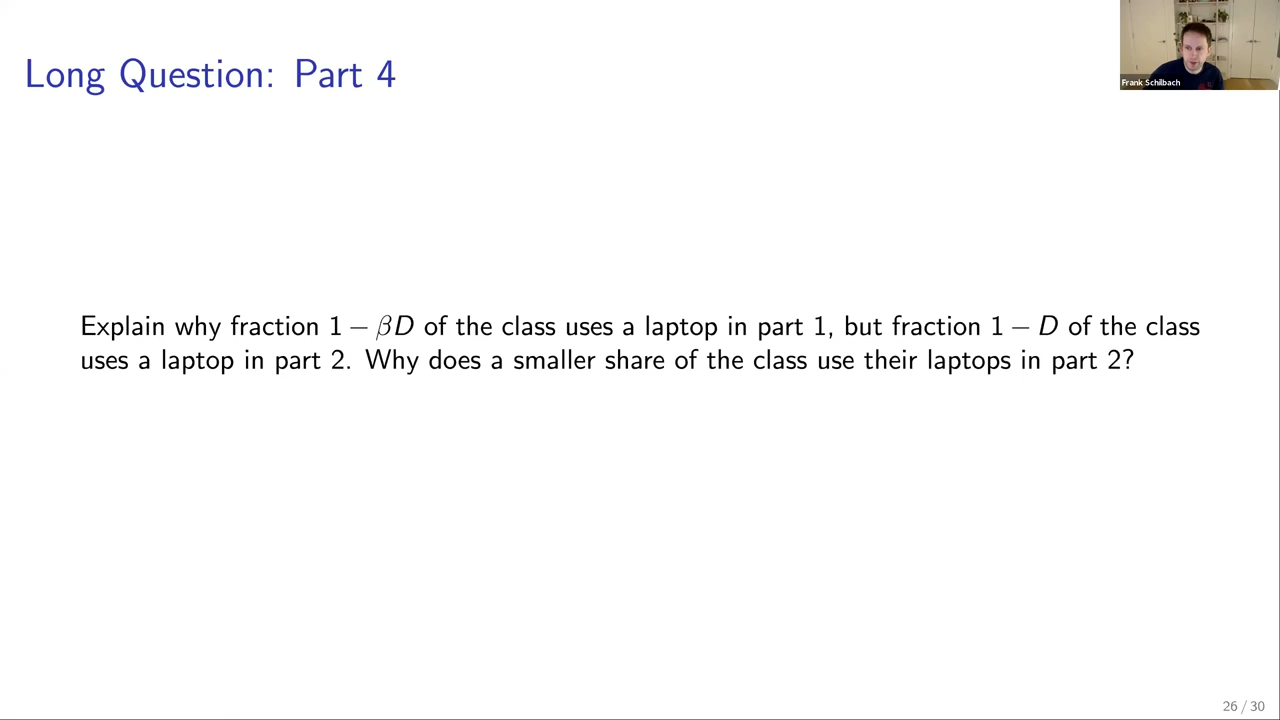 Long Question: Part 4
Frank Schilbach
Explain why fraction 1 − βD of the class uses a laptop in part 1, but fraction 1 − D of the class
uses a laptop in part 2. Why does a smaller share of the class use their laptops in part 2?
26 / 30